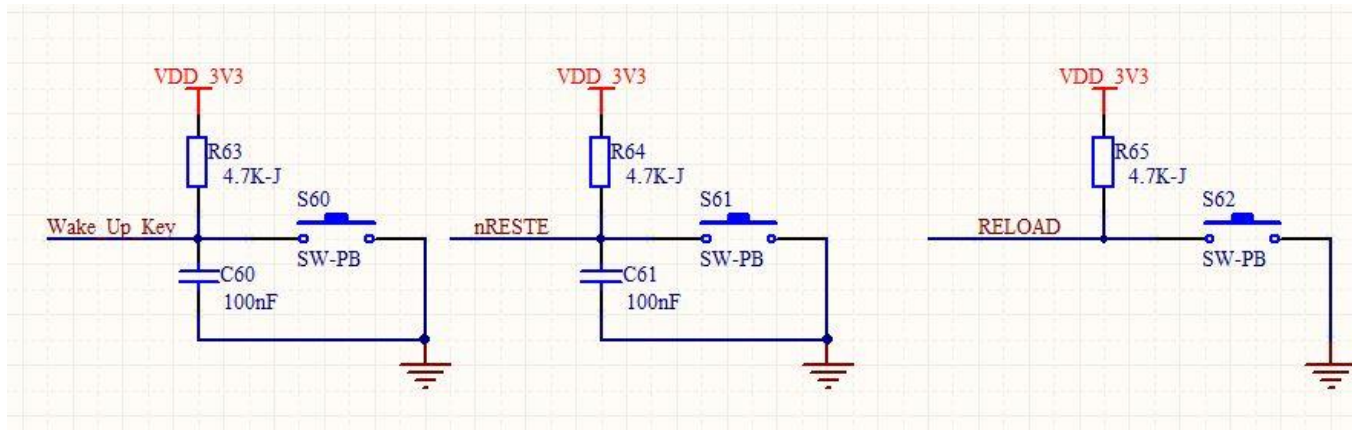 VDD_3V3
R63
4.7K-J
S60
Wake_Up_Key
SW-PB
C60
100nF
VDD_3V3
R64
4.7K-J
S61
nRESTE
SW-PB
C61
100nF
VDD_3V3
R65
4.7K-J
S62
RELOAD
SW-PB